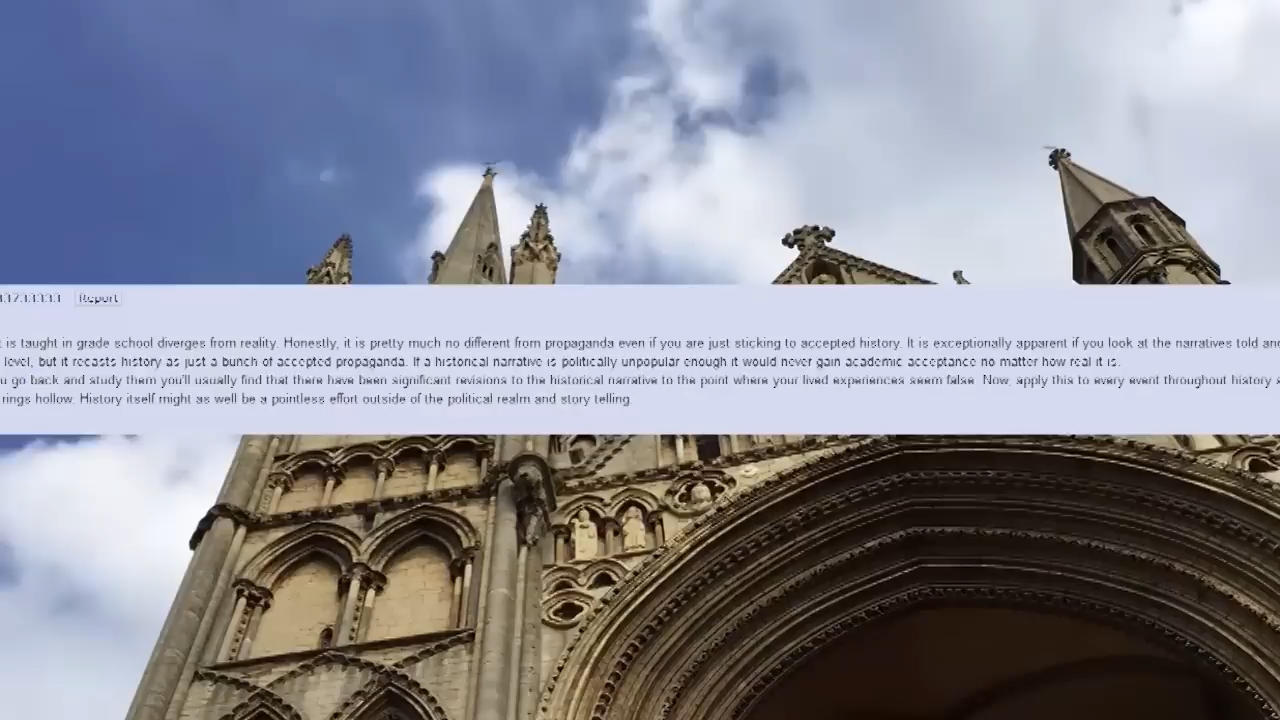 Report
is taught in grade school diverges from reality. Honestly, it is pretty much no different from propaganda even if you are just sticking to accepted history. It is exceptionally apparent if you look at the narratives told and
level, but it recasts history as just a bunch of accepted propaganda. If a historical narrative is politically unpopular enough it would never gain academic acceptance no matter how real it is.
go back and study them you'll usually find that there have been significant revisions to the historical narrative to the point where your lived experiences seem false. Now, apply this to every event throughout history
rings hollow. History itself might as well be a pointless effort outside of the political realm and story telling.